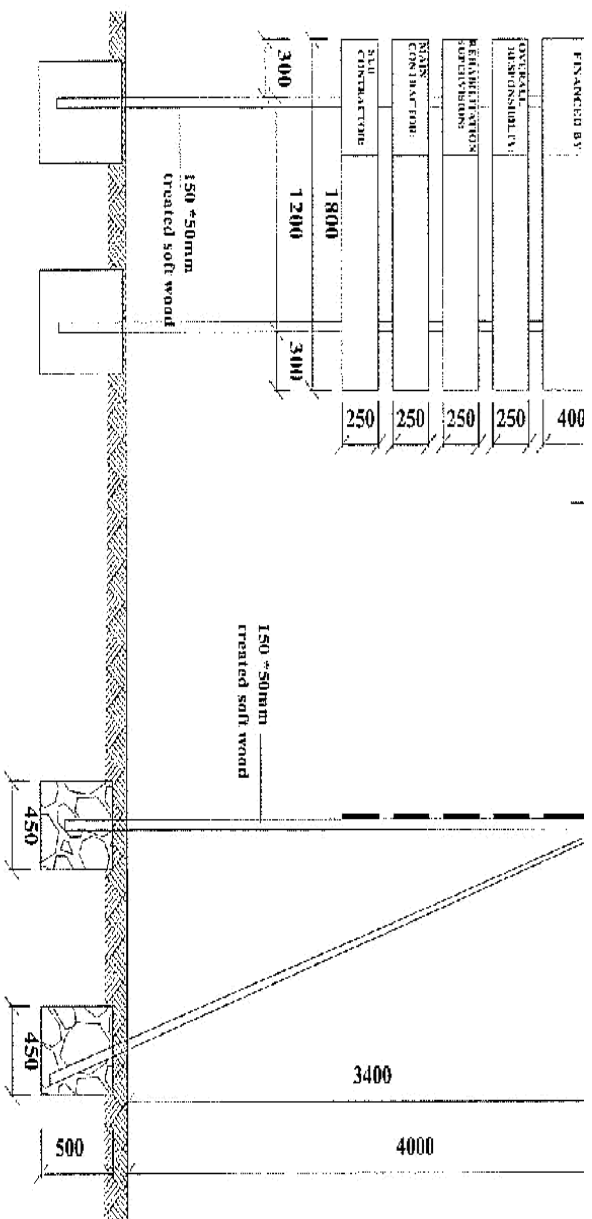 FINANCED BY
OVERALL
RESPONSIBILTY:
REHABILITATION
SUPERVISION:
MAIN
CONTRACTOR:
SUB
CONTRACTOR:
400
250
250
250
250
1800
300
1200
300
150 *50mm
treated soft wood
150 *50mm
treated soft wood
450
450
3400
4000
500